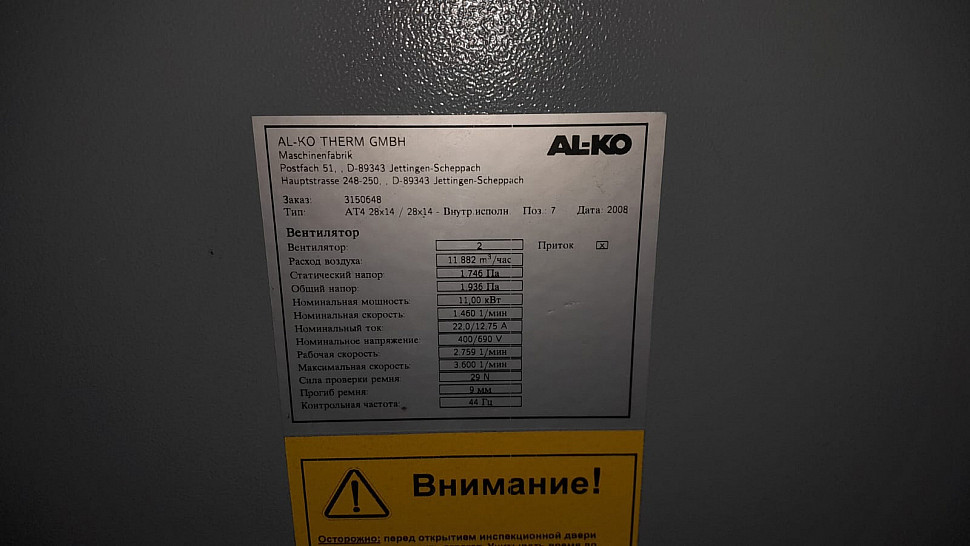 AL-KO THERM GMBH
AL-KO
Maschinenfabrik
Postfach 51, , D-89343 Jettingen-Scheppach
Hauptstrasse 248-250, , D-89343 Jettingen-Scheppach
Заказ: 3150648
Тип: AT4 28x14 / 28x14 - Внутр.исполн Поз.: 7 Дата: 2008
Вентилятор
Вентилятор: 2 Приток x
Расход воздуха: 11 882 m³/час
Статический напор: 1.746 Па
Общий напор: 1.936 Па
Номинальная мощность: 11,00 кВт
Номинальная скорость: 1 460 1/мин
Номинальный ток: 22,0/12,75 А
Номинальное напряжение: 400/690 V
Рабочая скорость: 2 759 1/мин
Максимальная скорость: 3 600 1/мин
Сила проверки ремня: 29 N
Прогиб ремня: 9 мм
Контрольная частота: 44 Гц
Внимание!
Осторожно: перед открытием инспекционной двери